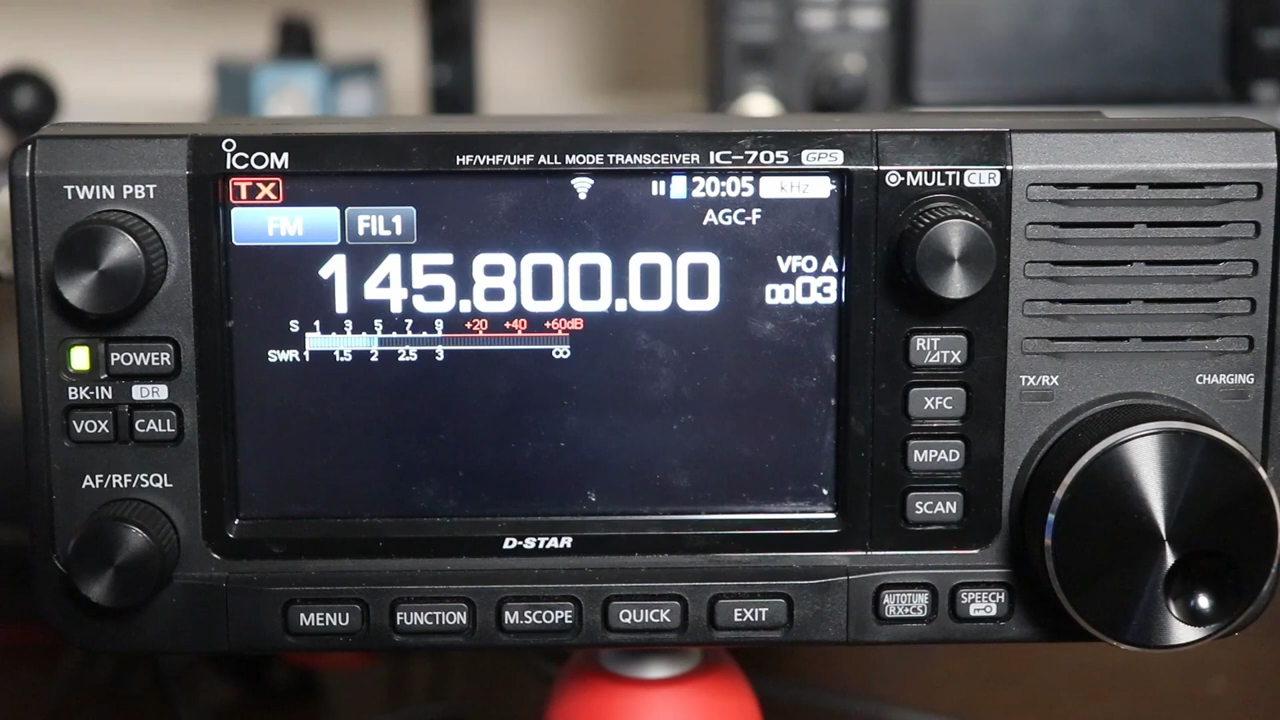 ICOM
HF/VHF/UHF ALL MODE TRANSCEIVER IC-705 GPS
TWIN PBT
MULTI CLR
TX
20:05 kHz
FM FIL1
AGC-F
145.800.00
VFO A
03
S 1 . 3 . 5 . 7 . 9 +20 +40 +60dB
SWR 1 1.5 2 2.5 3 ∞
POWER
RIT
/⊿TX
BK-IN DR
VOX CALL
XFC
TX/RX CHARGING
MPAD
AF/RF/SQL
SCAN
D-STAR
MENU FUNCTION M.SCOPE QUICK EXIT
AUTOTUNE
RX→CS
SPEECH